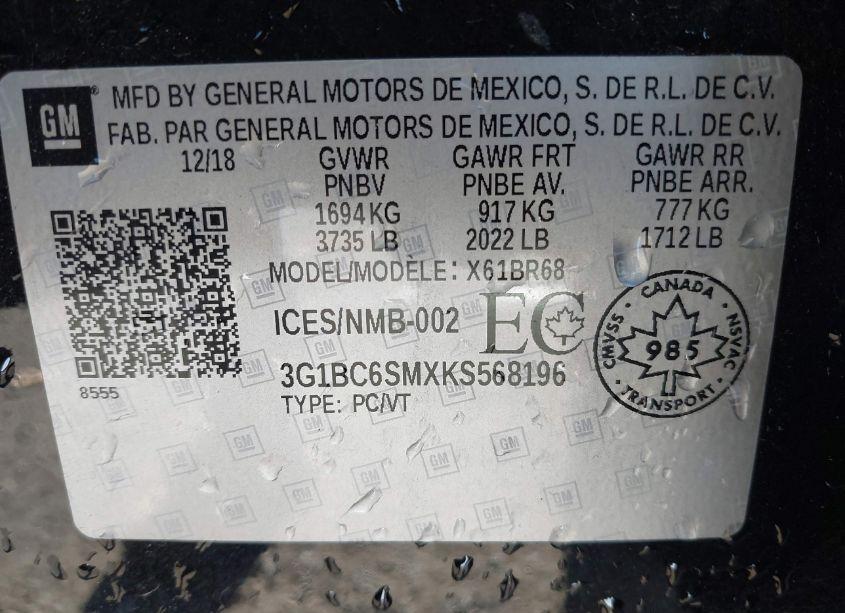 GM
MFD BY GENERAL MOTORS DE MEXICO, S. DE R.L. DE C.V.
FAB. PAR GENERAL MOTORS DE MEXICO, S. DE R.L. DE C.V.
12/18 GVWR GAWR FRT GAWR RR
PNBV PNBE AV. PNBE ARR.
1694 KG 917 KG 777 KG
3735 LB 2022 LB 1712 LB
MODEL/MODÈLE: X61BR68
ICES/NMB-002 EC
3G1BC6SMXKS568196
TYPE: PC/VT
8555
CANADA
CMVSS 985 NSVAC
TRANSPORT